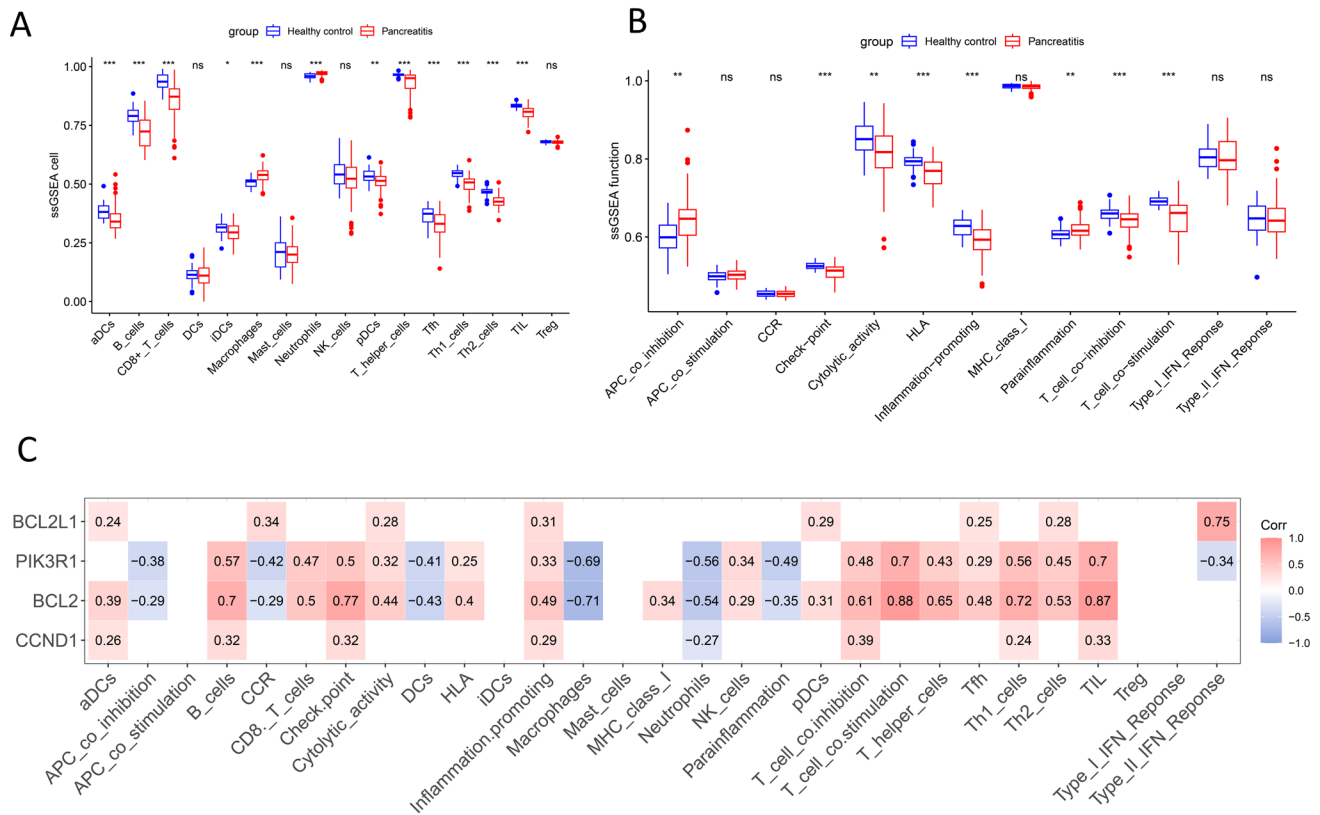 A
group Healthy control Pancreatitis
*** *** *** ns * *** ns *** ns ** *** *** *** *** *** ns
ssGSEA cell
1.00
0.75
0.50
0.25
0.00
aDCs
B_cells
CD8+_T_cells
DCs
iDCs
Macrophages
Mast_cells
Neutrophils
NK_cells
pDCs
T_helper_cells
Tfh
Th1_cells
Th2_cells
TIL
Treg
B
group Healthy control Pancreatitis
** ns ns *** ** *** *** ns ** *** *** ns ns
ssGSEA function
1.0
0.8
0.6
APC_co_inhibition
APC_co_stimulation
CCR
Check−point
Cytolytic_activity
HLA
Inflammation−promoting
MHC_class_I
Parainflammation
T_cell_co−inhibition
T_cell_co−stimulation
Type_I_IFN_Reponse
Type_II_IFN_Reponse
C
BCL2L1 0.24 0.34 0.28 0.31 0.29 0.25 0.28 0.75
PIK3R1 −0.38 0.57 −0.42 0.47 0.5 0.32 −0.41 0.25 0.33 −0.69 −0.56 0.34 −0.49 0.48 0.7 0.43 0.29 0.56 0.45 0.7 −0.34
BCL2 0.39 −0.29 0.7 −0.29 0.5 0.77 0.44 −0.43 0.4 0.49 −0.71 0.34 −0.54 0.29 −0.35 0.31 0.61 0.88 0.65 0.48 0.72 0.53 0.87
CCND1 0.26 0.32 0.32 0.29 −0.27 0.39 0.24 0.33
aDCs
APC_co_inhibition
APC_co_stimulation
B_cells
CCR
CD8._T_cells
Check.point
Cytolytic_activity
DCs
HLA
iDCs
Inflammation.promoting
Macrophages
Mast_cells
MHC_class_I
Neutrophils
NK_cells
Parainflammation
pDCs
T_cell_co.inhibition
T_cell_co.stimulation
T_helper_cells
Tfh
Th1_cells
Th2_cells
TIL
Treg
Type_I_IFN_Reponse
Type_II_IFN_Reponse
Corr
1.0
0.5
0.0
−0.5
−1.0